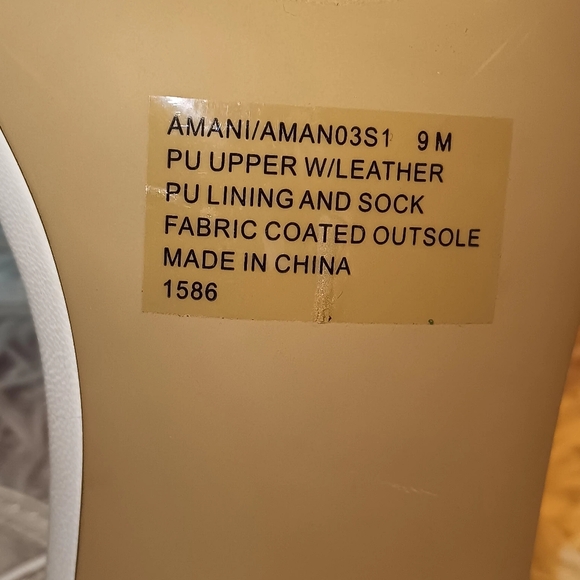 AMANI/AMAN03S1 9 M
PU UPPER W/LEATHER
PU LINING AND SOCK
FABRIC COATED OUTSOLE
MADE IN CHINA
1586